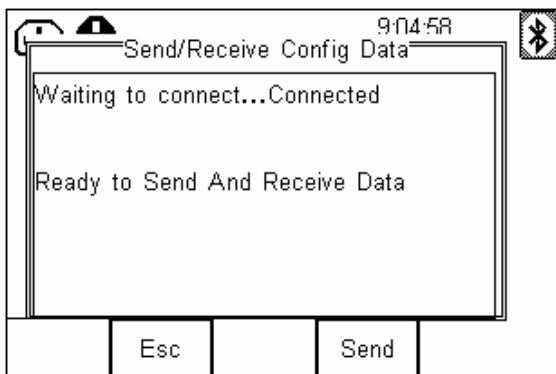 9:04:58
Send/Receive Config Data
Waiting to connect...Connected
Ready to Send And Receive Data
Esc
Send